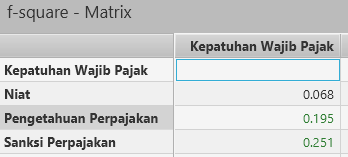 f-square - Matrix
Kepatuhan Wajib Pajak
Kepatuhan Wajib Pajak
Niat 0.068
Pengetahuan Perpajakan 0.195
Sanksi Perpajakan 0.251